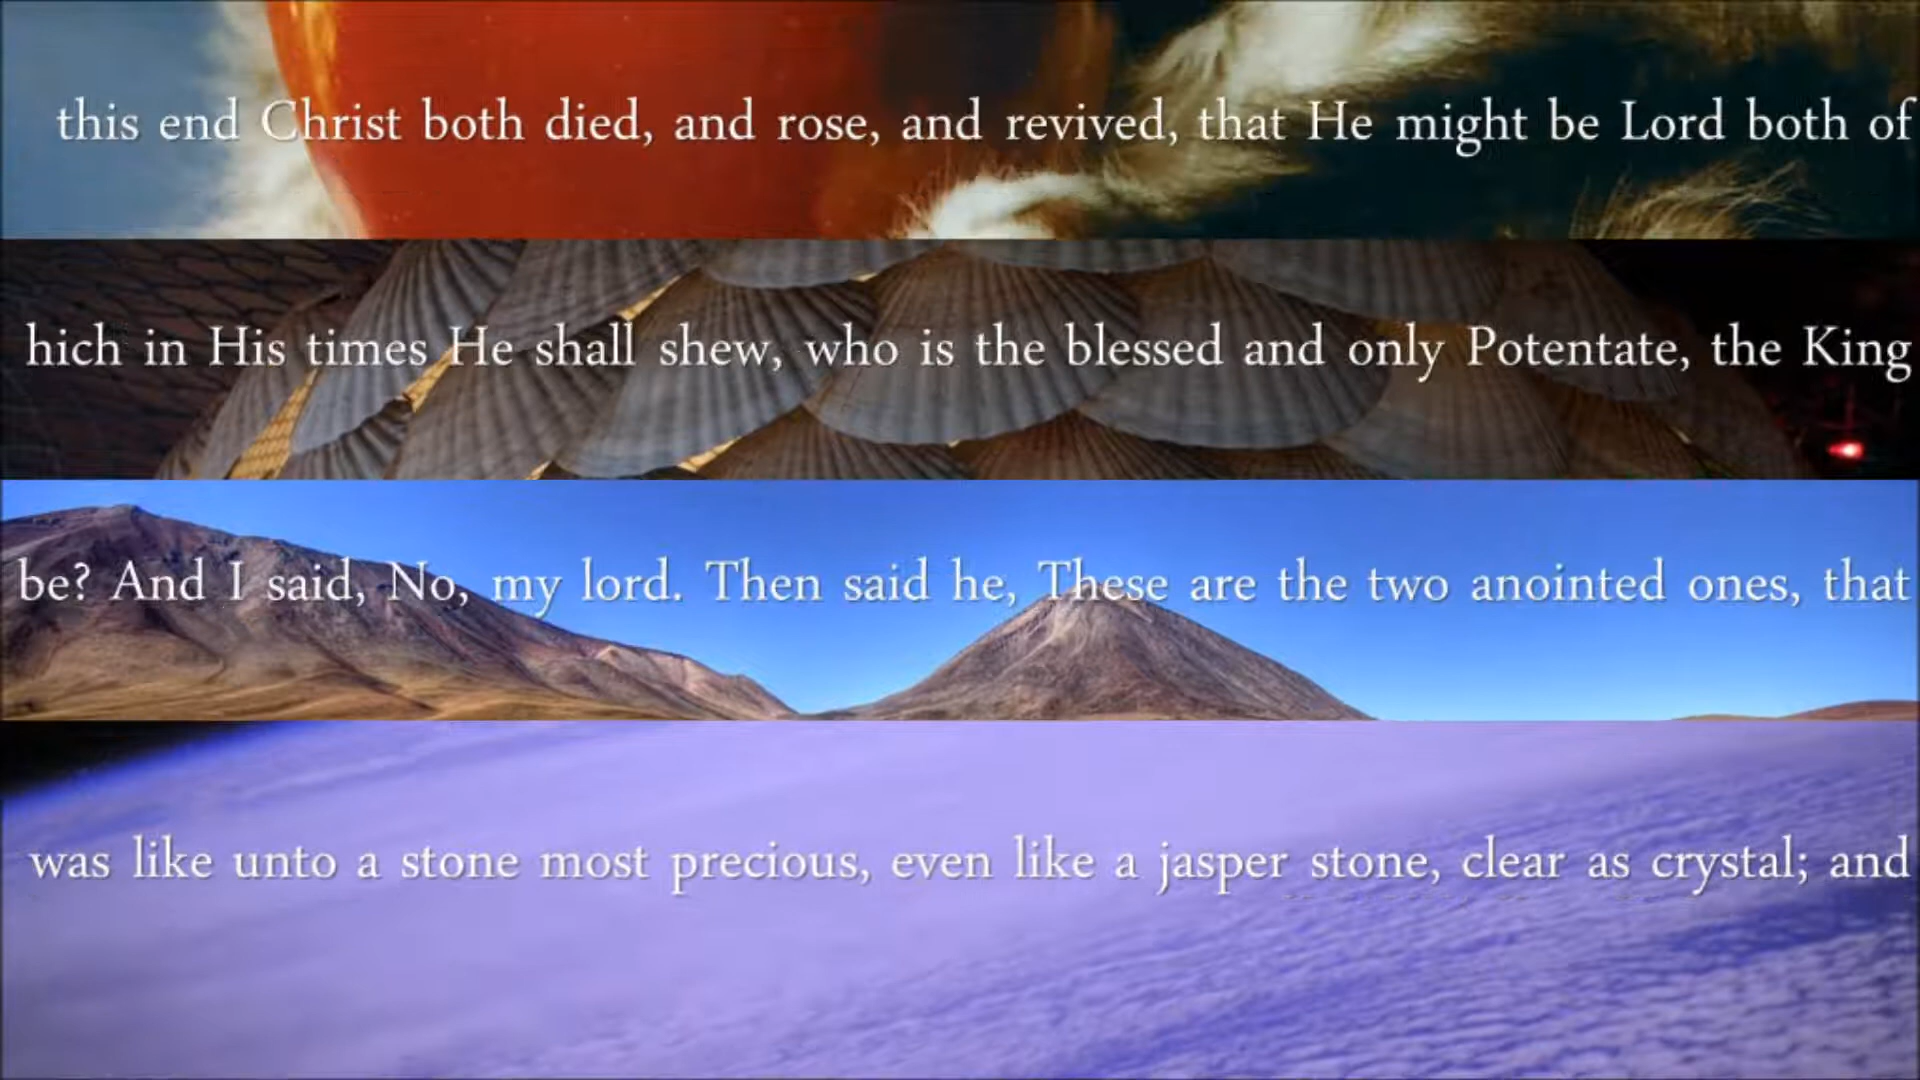 this end Christ both died, and rose, and revived, that He might be Lord both of
hich in His times He shall shew, who is the blessed and only Potentate, the King
be? And I said, No, my lord. Then said he, These are the two anointed ones, that
was like unto a stone most precious, even like a jasper stone, clear as crystal; and